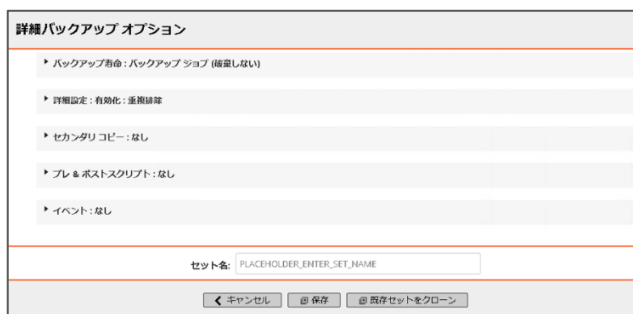 詳細バックアップ オプション
バックアップ寿命 : バックアップ ジョブ (破棄しない)
詳細設定 : 有効化 : 重複排除
セカンダリ コピー : なし
プレ & ポストスクリプト : なし
イベント : なし
セット名: PLACEHOLDER_ENTER_SET_NAME
キャンセル 保存 既存セットをクローン